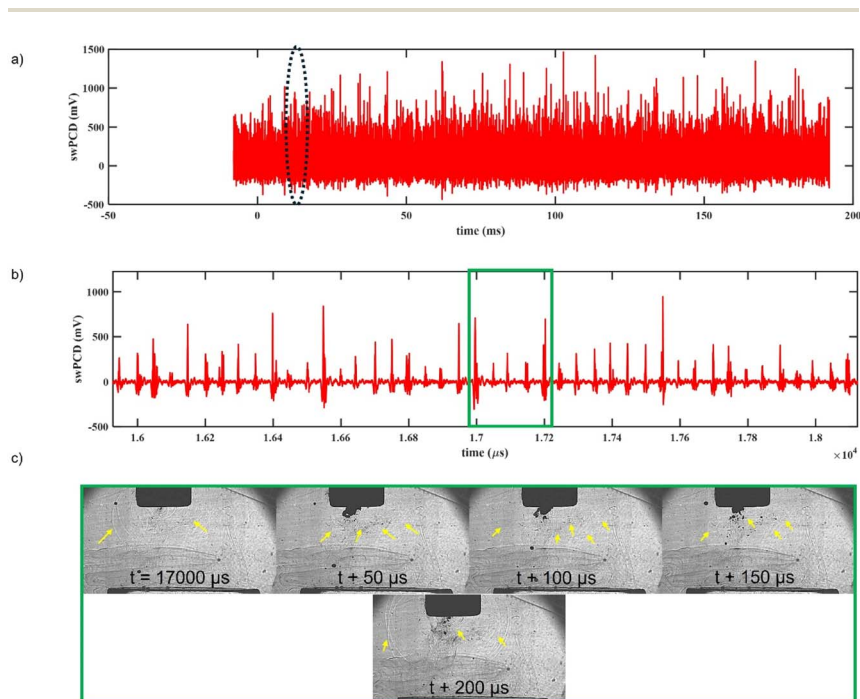 a)
1500
1000
500
0
-500
swPCD (mV)
-50 0 50 100 150 200
time (ms)
b)
1000
500
0
-500
swPCD (mV)
1.6 1.62 1.64 1.66 1.68 1.7 1.72 1.74 1.76 1.78 1.8
time (μs) ×10⁴
c)
t = 17000 μs t + 50 μs t + 100 μs t + 150 μs
t + 200 μs